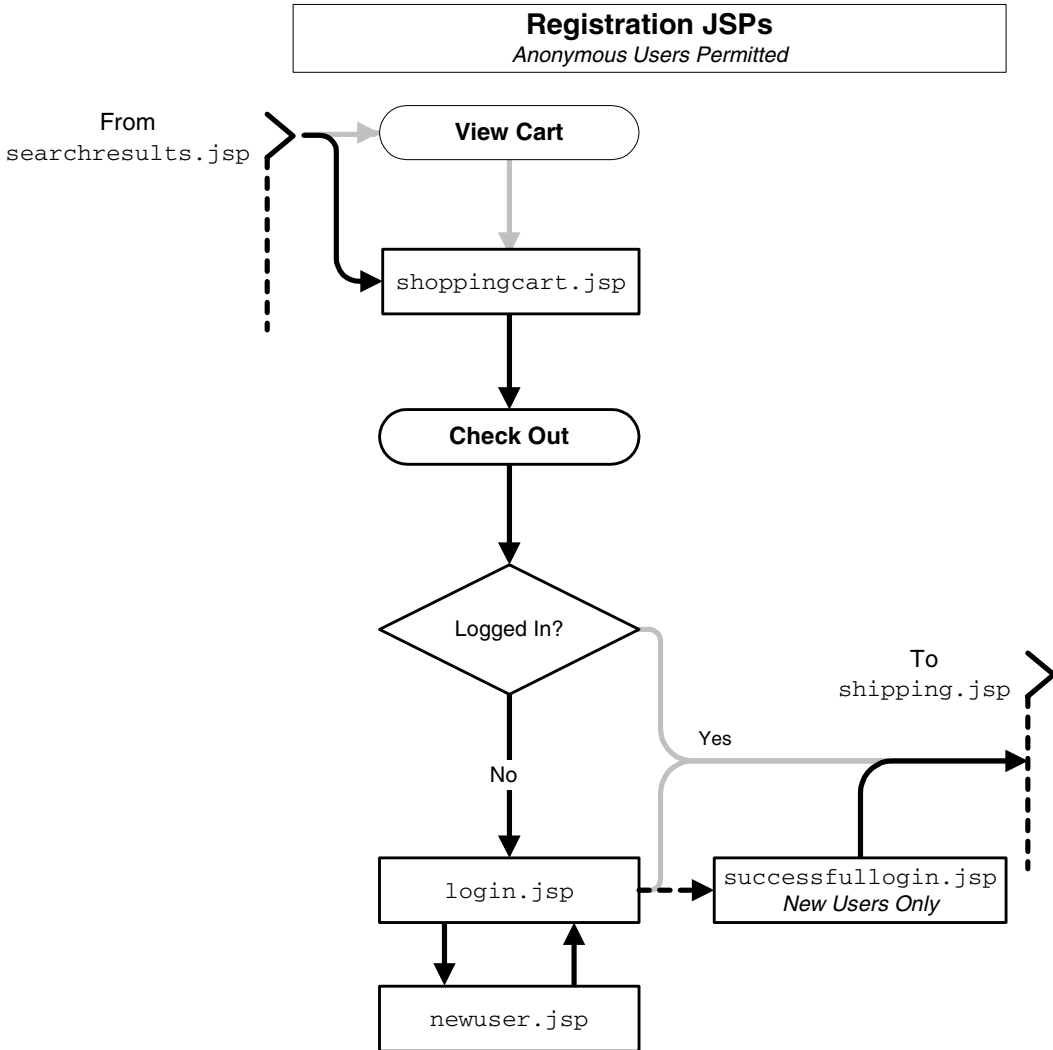 Registration JSPs
Anonymous Users Permitted
From
searchresults.jsp
View Cart
shoppingcart.jsp
Check Out
Logged In?
To
shipping.jsp
Yes
No
login.jsp
successfullogin.jsp
New Users Only
newuser.jsp